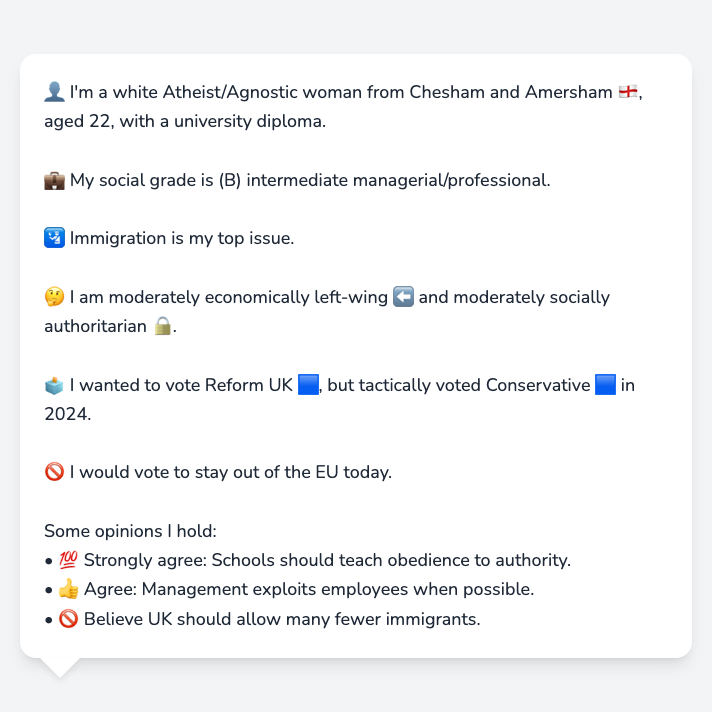 👤 I'm a white Atheist/Agnostic woman from Chesham and Amersham 🏴󠁧󠁢󠁥󠁮󠁧󠁿,
aged 22, with a university diploma.
💼 My social grade is (B) intermediate managerial/professional.
🛂 Immigration is my top issue.
🤔 I am moderately economically left-wing ⬅️ and moderately socially
authoritarian 🔒.
🗳️ I wanted to vote Reform UK 🟦, but tactically voted Conservative 🟦 in
2024.
🚫 I would vote to stay out of the EU today.
Some opinions I hold:
• 💯 Strongly agree: Schools should teach obedience to authority.
• 👍 Agree: Management exploits employees when possible.
• 🚫 Believe UK should allow many fewer immigrants.